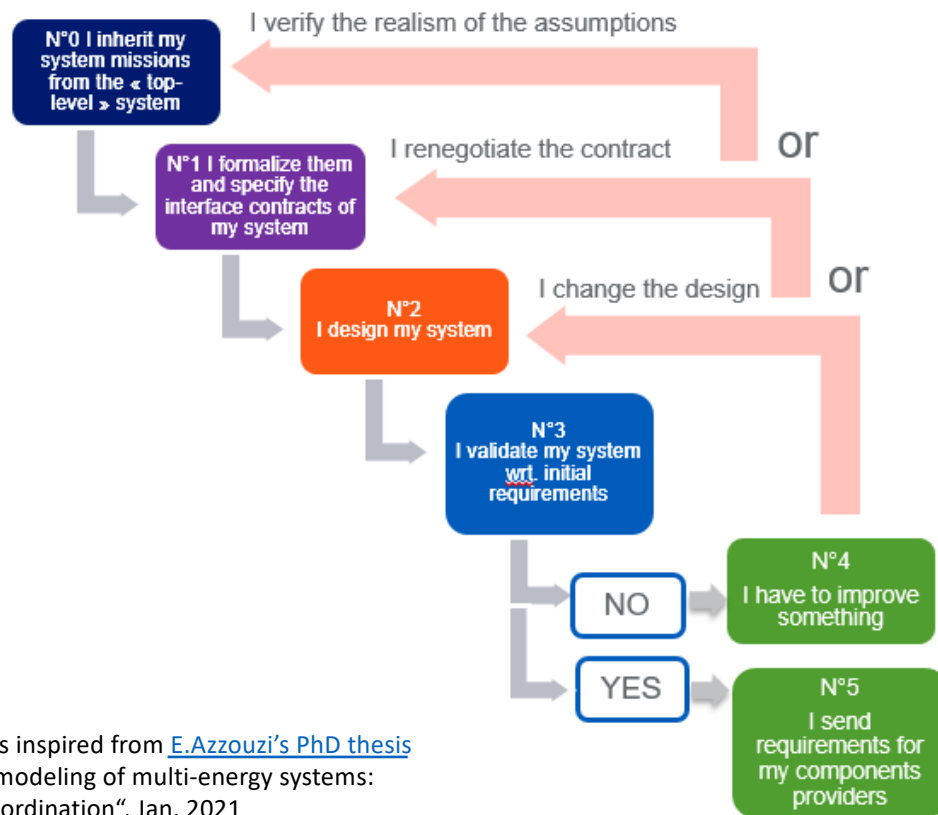 I verify the realism of the assumptions
N°0 I inherit my
system missions
from the « top-
level » system
or
I renegotiate the contract
N°1 I formalize them
and specify the
interface contracts of
my system
or
I change the design
N°2
I design my system
N°3
I validate my system
wrt. initial
requirements
NO
N°4
I have to improve
something
YES
N°5
I send
requirements for
my components
providers
s inspired from E.Azzouzi's PhD thesis
modeling of multi-energy systems:
ordination“, Jan. 2021